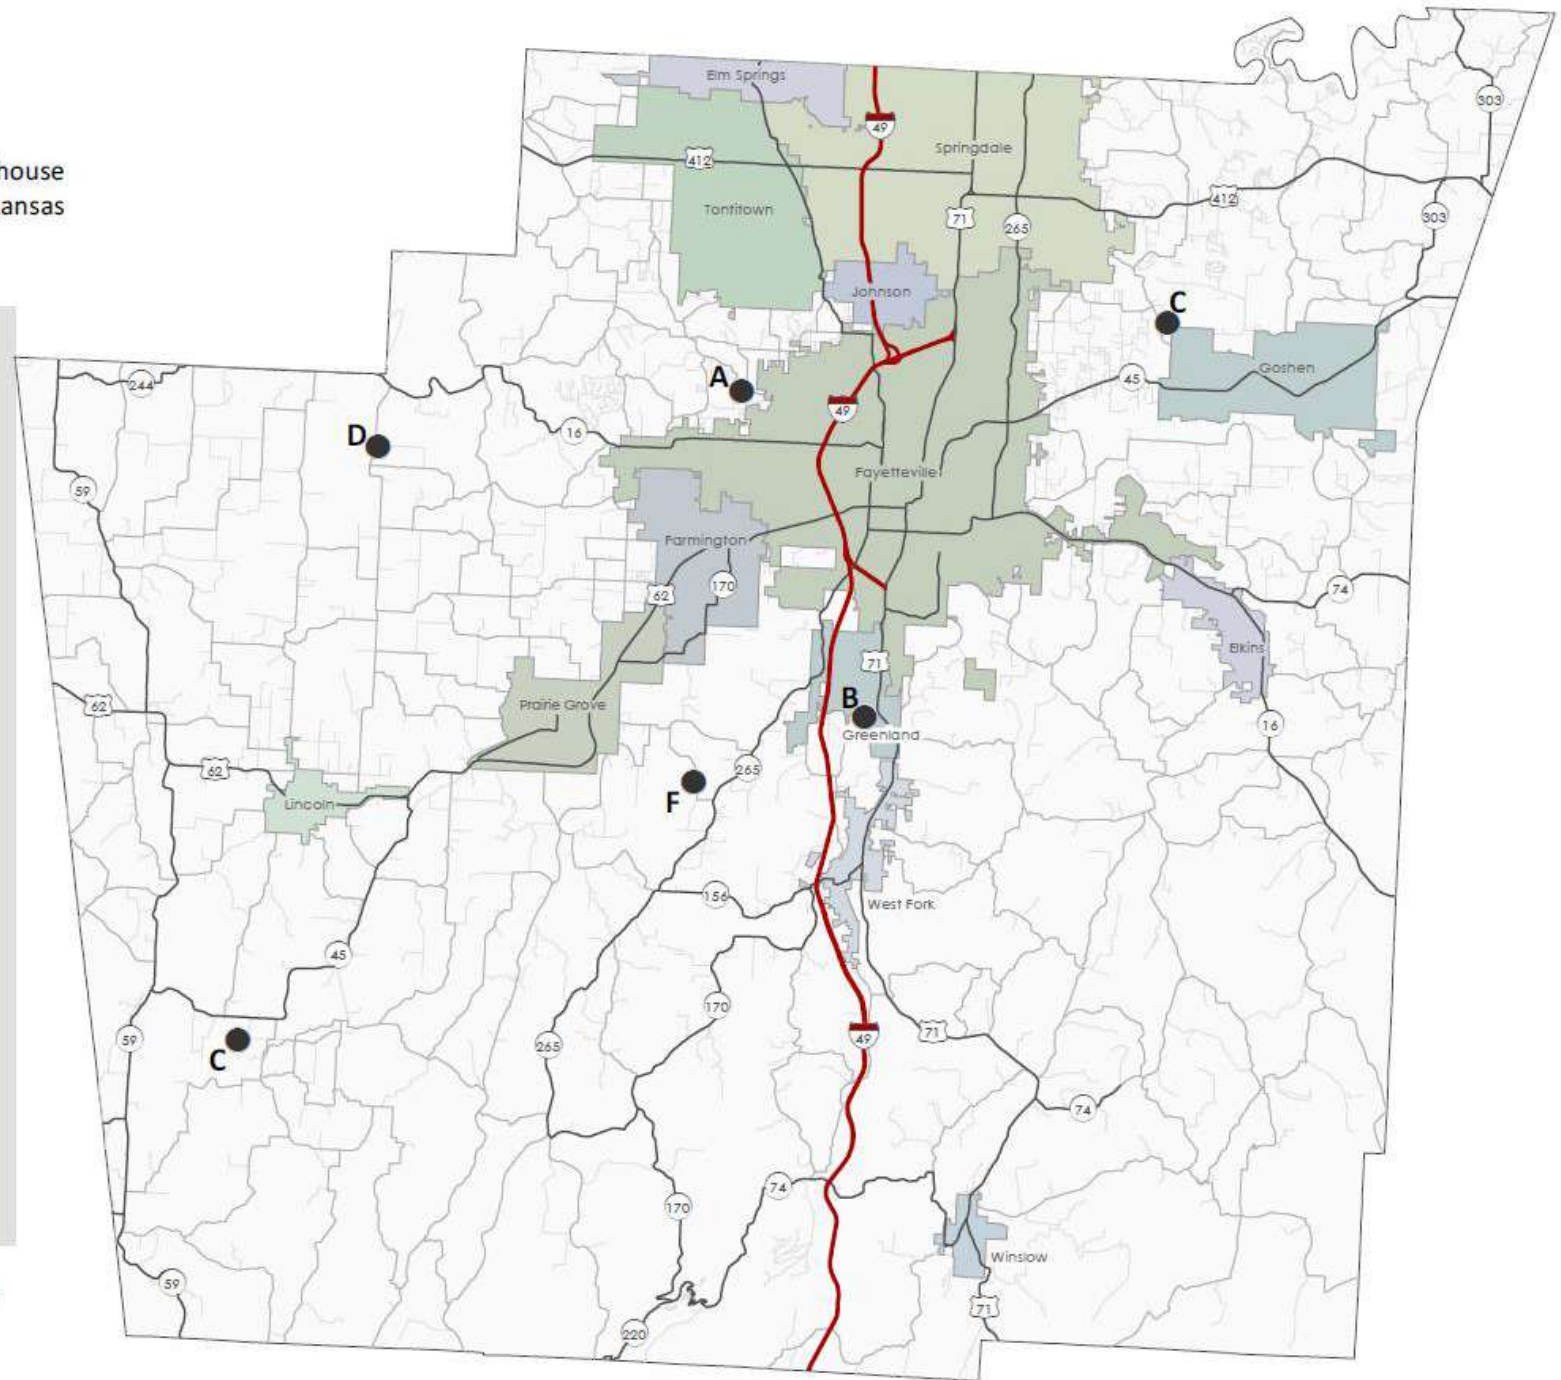 house
ansas
Elm Springs
303
49
Springdale
412
Tontitown
412
303
71
265
Johnson
C
Goshen
244
A
45
49
D
16
Fayetteville
59
Farmington
62
170
74
Elkins
71
62
Prairie Grove
B
16
Greenland
62
265
F
Lincoln
156
West Fork
45
170
71
59
C
265
49
74
74
170
Winslow
59
71
220